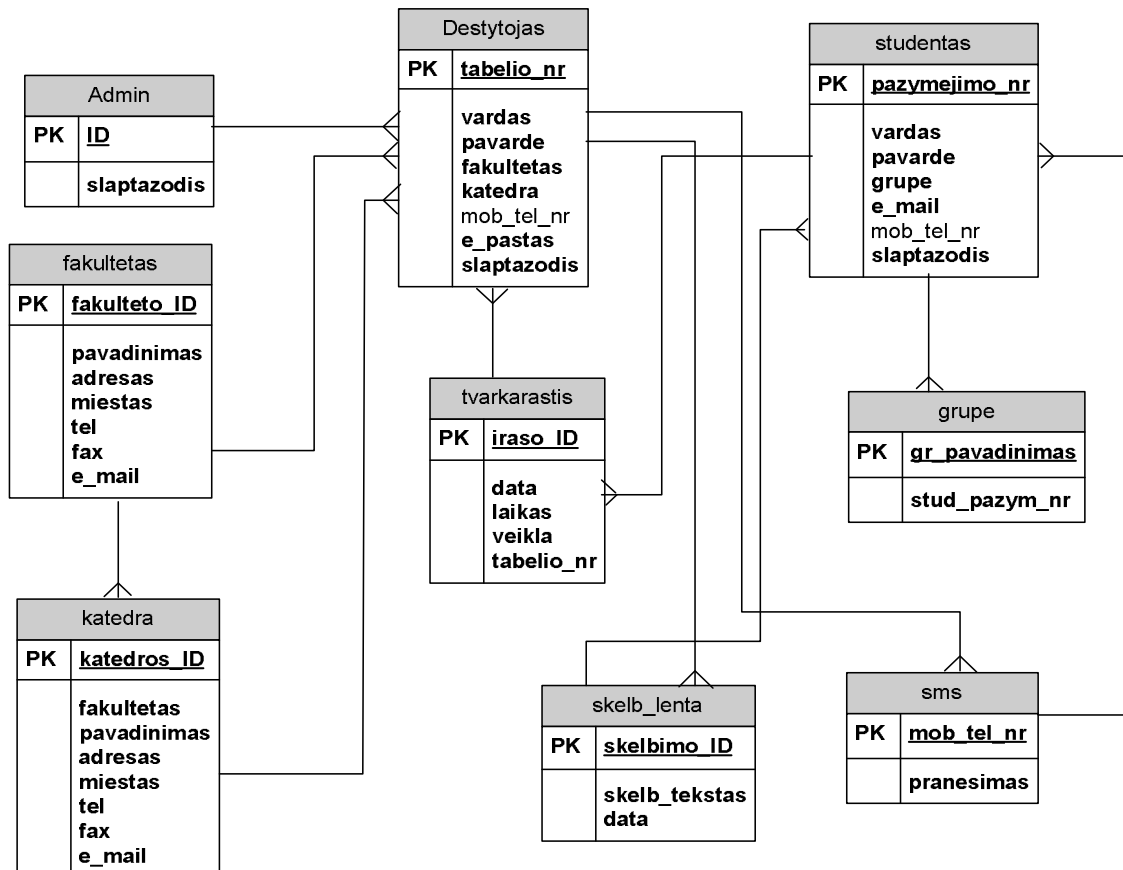 Admin
PK ID
slaptazodis
fakultetas
PK fakulteto_ID
pavadinimas
adresas
miestas
tel
fax
e_mail
katedra
PK katedros_ID
fakultetas
pavadinimas
adresas
miestas
tel
fax
e_mail
Destytojas
PK tabelio_nr
vardas
pavarde
fakultetas
katedra
mob_tel_nr
e_pastas
slaptazodis
tvarkarastis
PK iraso_ID
data
laikas
veikla
tabelio_nr
skelb_lenta
PK skelbimo_ID
skelb_tekstas
data
studentas
PK pazymejimo_nr
vardas
pavarde
grupe
e_mail
mob_tel_nr
slaptazodis
grupe
PK gr_pavadinimas
stud_pazym_nr
sms
PK mob_tel_nr
pranesimas